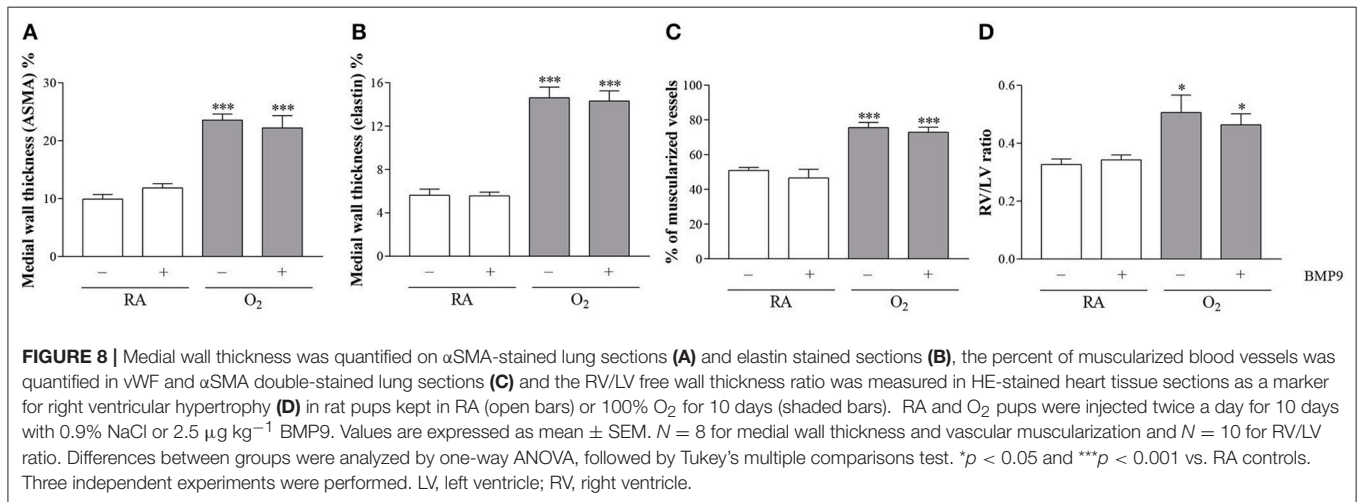 A
B
C
D
Medial wall thickness (ASMA) %
30
20
10
0
***
***
– + – +
RA O₂
Medial wall thickness (elastin) %
16
12
8
4
0
***
***
– + – +
RA O₂
% of muscularized vessels
100
80
60
40
20
0
***
***
– + – +
RA O₂
RV/LV ratio
0.6
0.4
0.2
0.0
*
*
– + – + BMP9
RA O₂
FIGURE 8 | Medial wall thickness was quantified on αSMA-stained lung sections (A) and elastin stained sections (B), the percent of muscularized blood vessels was
quantified in vWF and αSMA double-stained lung sections (C) and the RV/LV free wall thickness ratio was measured in HE-stained heart tissue sections as a marker
for right ventricular hypertrophy (D) in rat pups kept in RA (open bars) or 100% O₂ for 10 days (shaded bars). RA and O₂ pups were injected twice a day for 10 days
with 0.9% NaCl or 2.5 μg kg⁻¹ BMP9. Values are expressed as mean ± SEM. N = 8 for medial wall thickness and vascular muscularization and N = 10 for RV/LV
ratio. Differences between groups were analyzed by one-way ANOVA, followed by Tukey's multiple comparisons test. *p < 0.05 and ***p < 0.001 vs. RA controls.
Three independent experiments were performed. LV, left ventricle; RV, right ventricle.